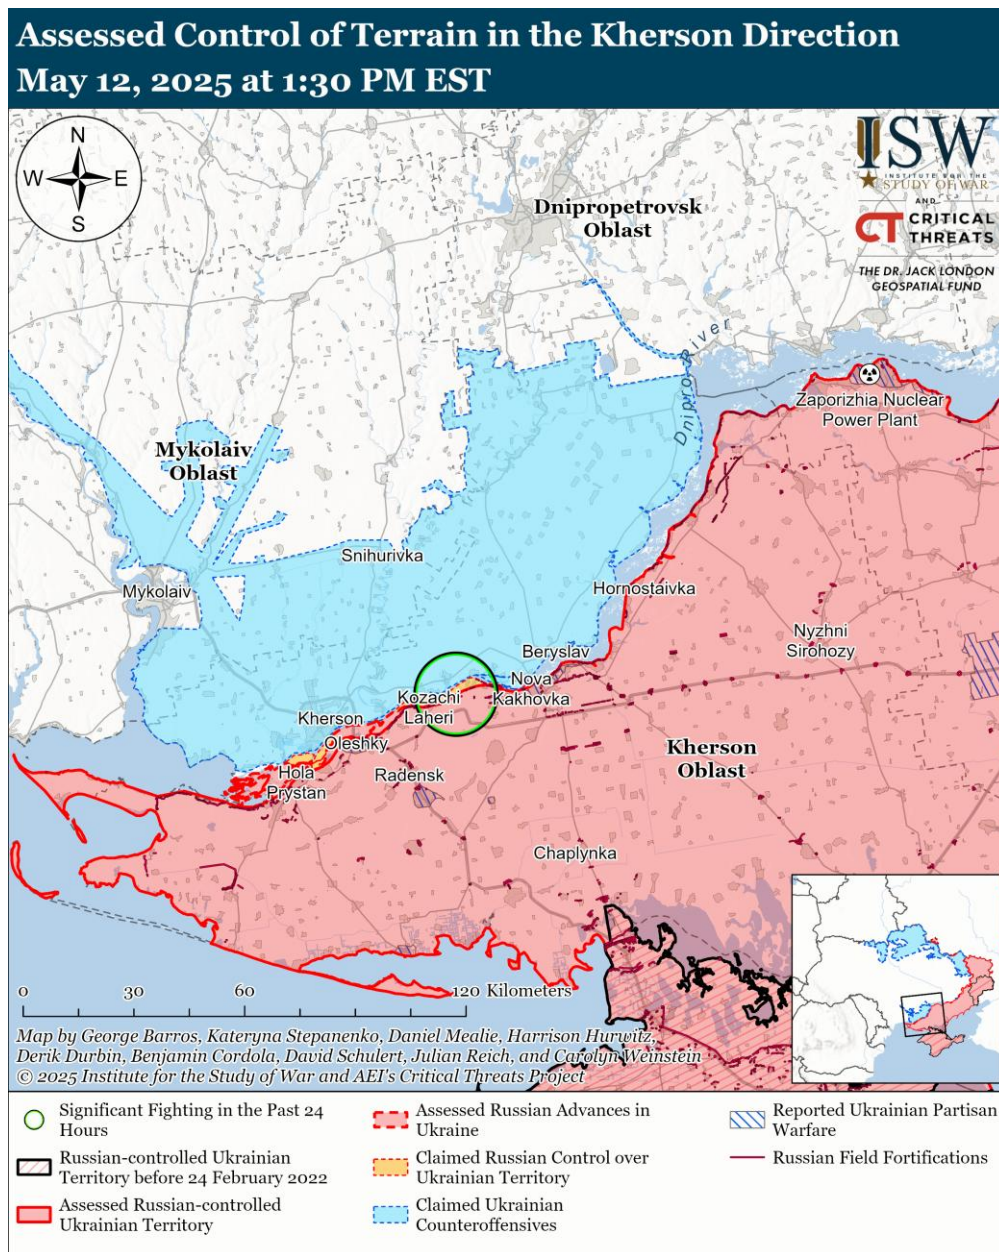 Assessed Control of Terrain in the Kherson Direction
May 12, 2025 at 1:30 PM EST
N
W
E
S
ISW
INSTITUTE FOR THE
STUDY OF WAR
AND
CT CRITICAL
THREATS
THE DR. JACK LONDON
GEOSPATIAL FUND
Dnipropetrovsk
Oblast
Dnipro River
Zaporizhia Nuclear
Power Plant
Mykolaiv
Oblast
Snihurivka
Mykolaiv
Hornostaivka
Nyzhni
Sirohozy
Beryslav
Nova
Kakhovka
Kozachi
Laheri
Kherson
Oleshky
Kherson
Oblast
Hola
Prystan
Radensk
Chaplynka
0 30 60 120 Kilometers
Map by George Barros, Kateryna Stepanenko, Daniel Mealie, Harrison Hurwitz,
Derik Durbin, Benjamin Cordola, David Schulert, Julian Reich, and Carolyn Weinstein
© 2025 Institute for the Study of War and AEI's Critical Threats Project
Significant Fighting in the Past 24
Hours
Russian-controlled Ukrainian
Territory before 24 February 2022
Assessed Russian-controlled
Ukrainian Territory
Assessed Russian Advances in
Ukraine
Claimed Russian Control over
Ukrainian Territory
Claimed Ukrainian
Counteroffensives
Reported Ukrainian Partisan
Warfare
Russian Field Fortifications